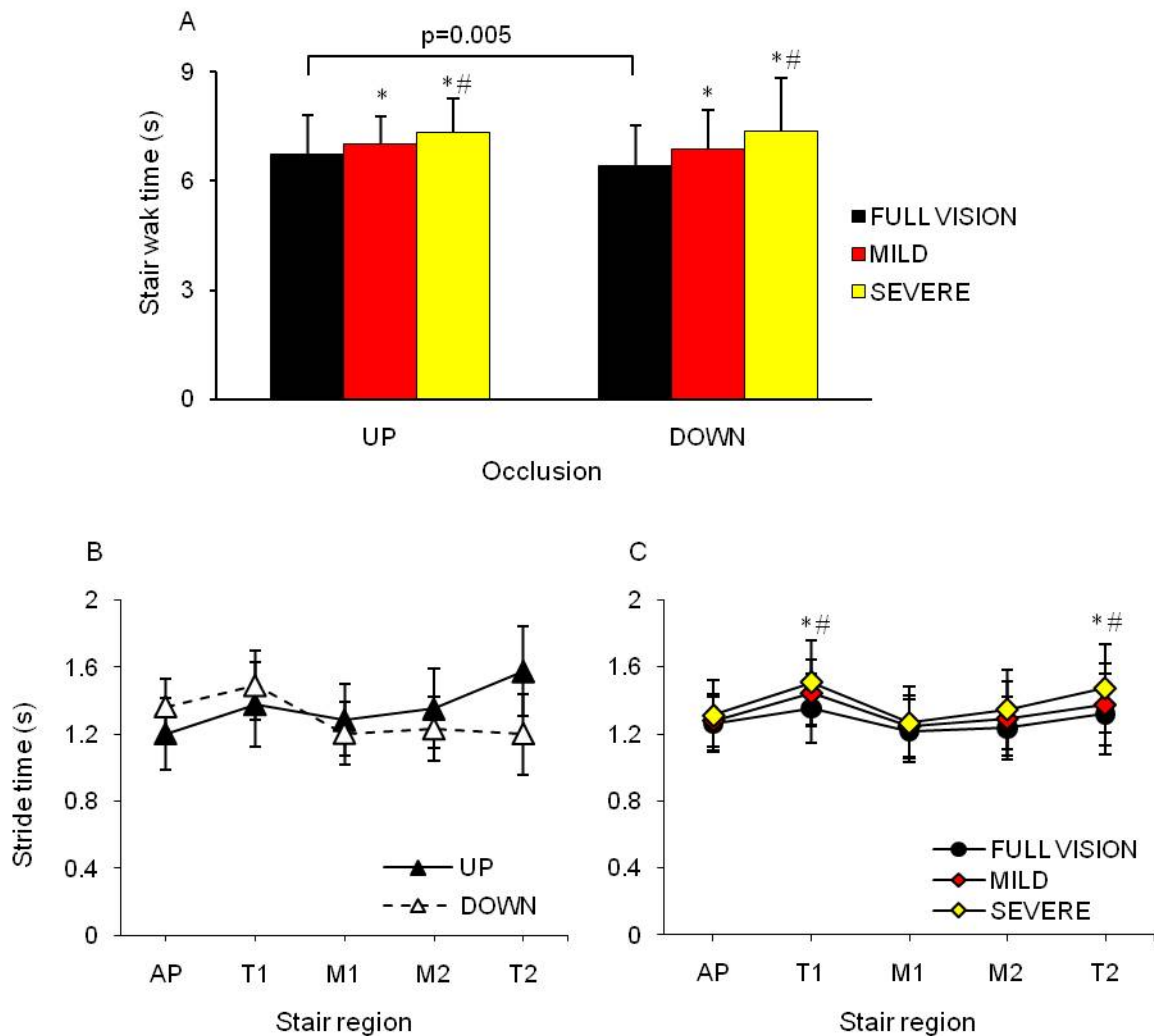 A
p=0.005
9
6
3
0
* *# * *#
Stair wak time (s)
UP DOWN
Occlusion
FULL VISION
MILD
SEVERE
B
2
1.6
1.2
0.8
0.4
0
Stride time (s)
UP
DOWN
AP T1 M1 M2 T2
Stair region
C
2
1.6
1.2
0.8
0.4
0
*# *#
FULL VISION
MILD
SEVERE
AP T1 M1 M2 T2
Stair region